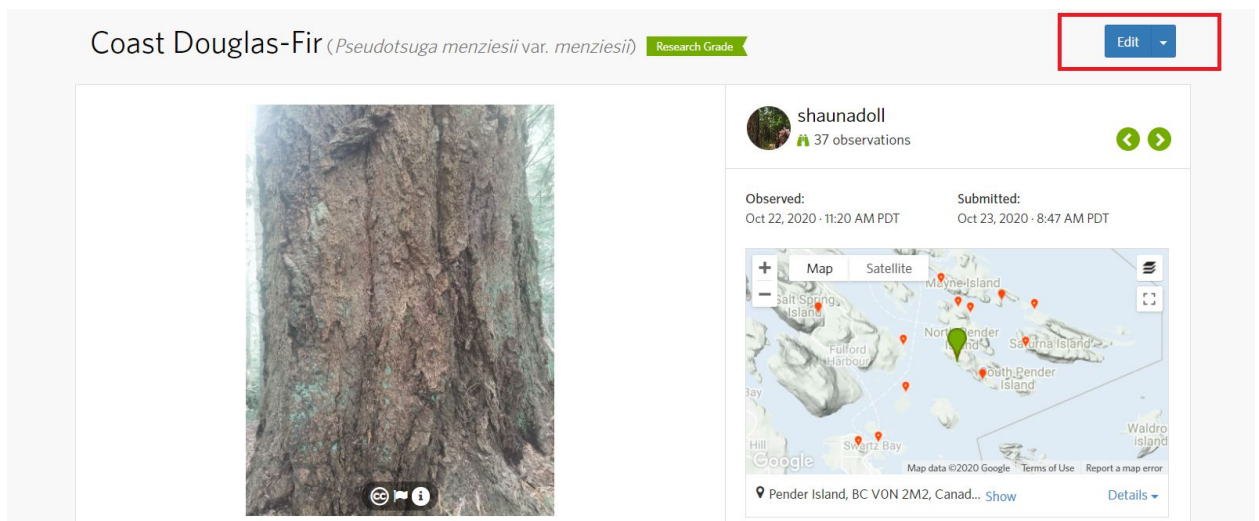 Coast Douglas-Fir (Pseudotsuga menziesii var. menziesii) Research Grade
Edit
shaunadoll
37 observations
Observed:
Oct 22, 2020 · 11:20 AM PDT
Submitted:
Oct 23, 2020 · 8:47 AM PDT
+
Map
Satellite
−
Mayne Island
Salt Spring
Island
North Pender
Island
Saturna Island
Fulford
Harbour
South Pender
Island
Bay
Waldro
island
Hill
Swartz Bay
Google
Map data ©2020 Google
Terms of Use
Report a map error
Pender Island, BC V0N 2M2, Canad... Show
Details
cc
i